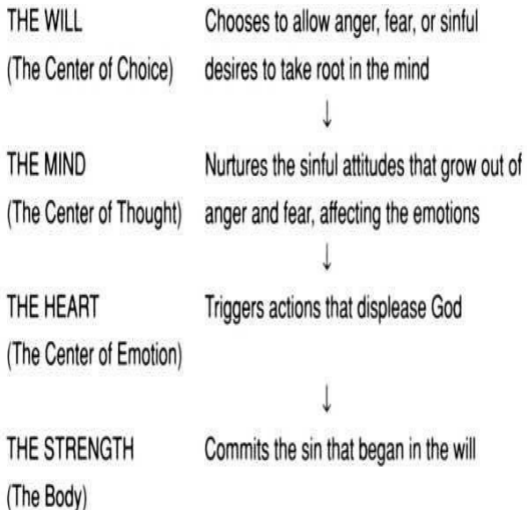 THE WILL Chooses to allow anger, fear, or sinful
(The Center of Choice) desires to take root in the mind
↓
THE MIND Nurtures the sinful attitudes that grow out of
(The Center of Thought) anger and fear, affecting the emotions
↓
THE HEART Triggers actions that displease God
(The Center of Emotion)
↓
THE STRENGTH Commits the sin that began in the will
(The Body)